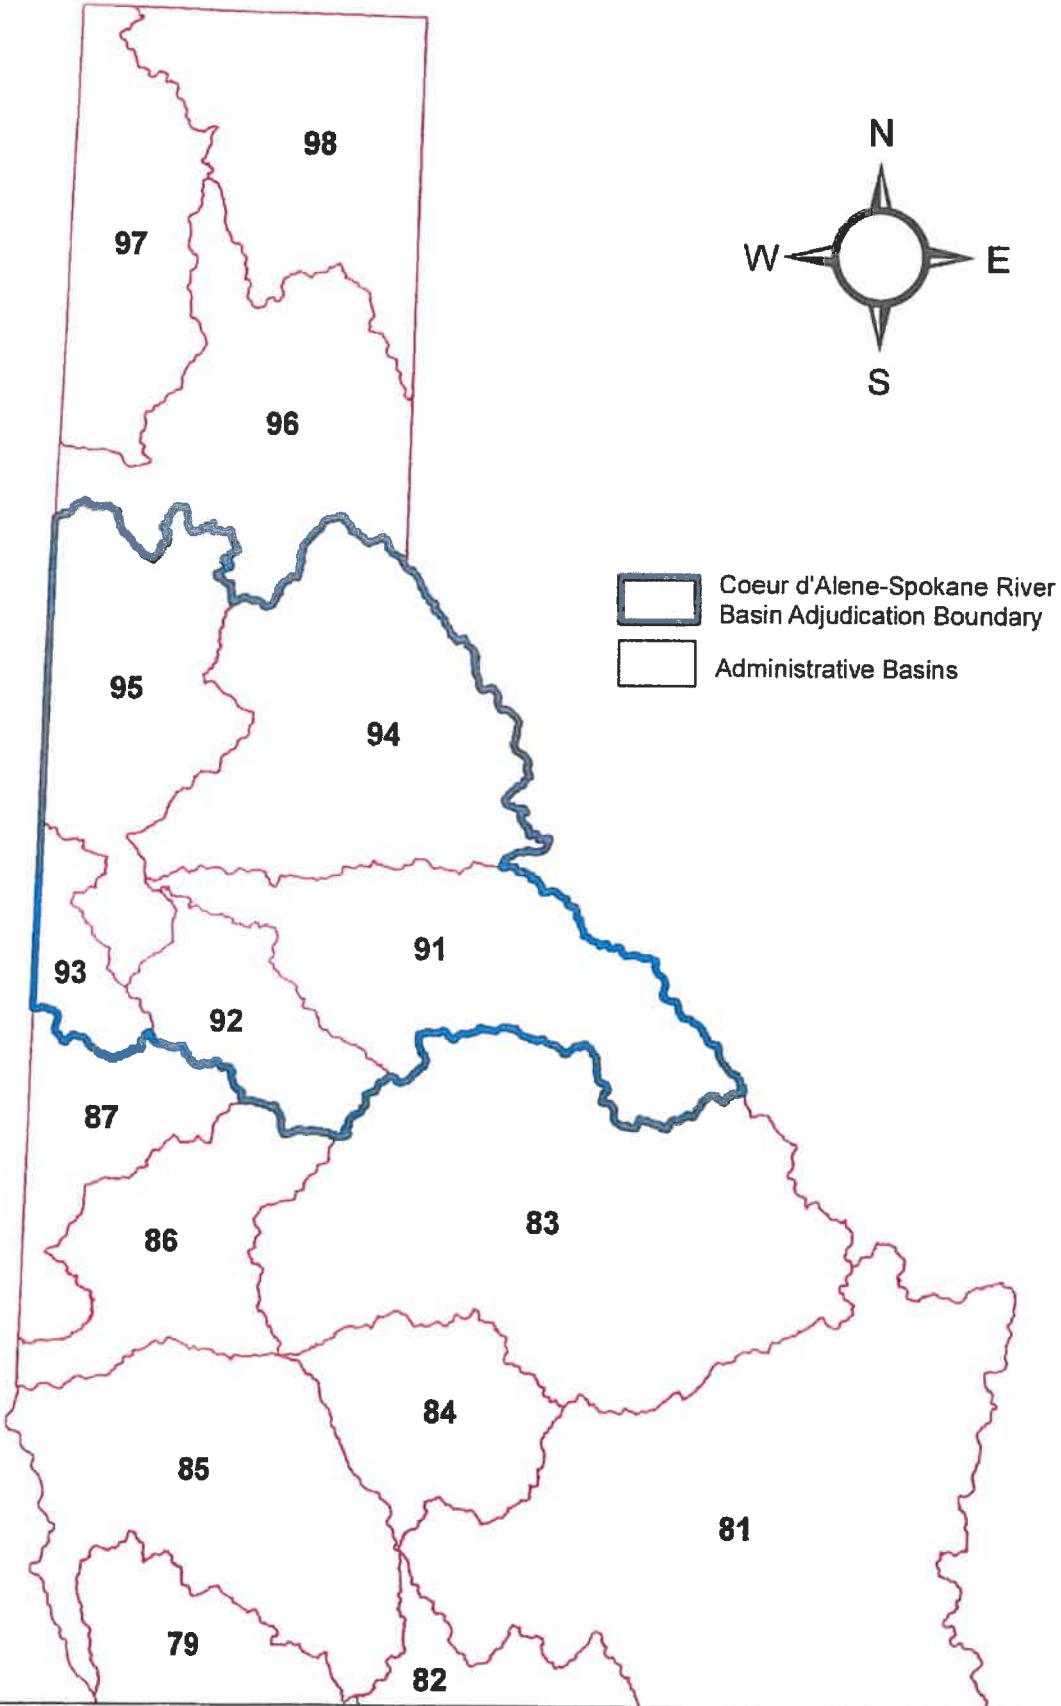 98
N
97
W
E
S
96
Coeur d'Alene-Spokane River
Basin Adjudication Boundary
Administrative Basins
95
94
91
93
92
87
83
86
84
85
81
79
82